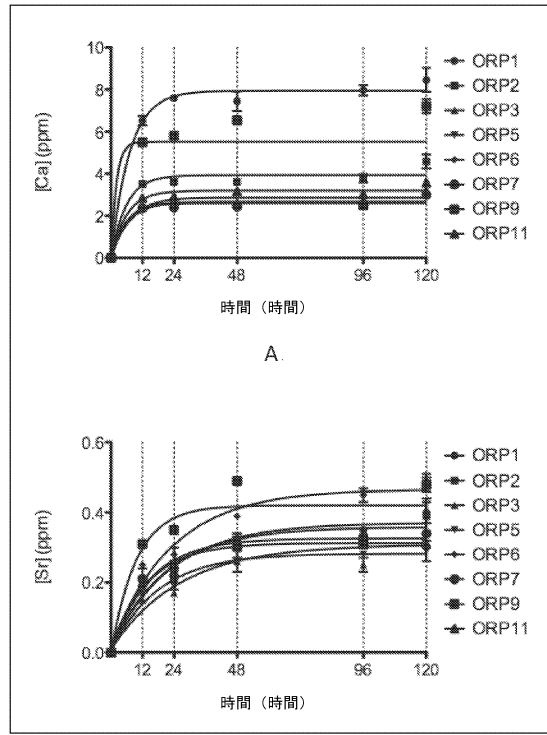 10
8
6
4
2
0
[Ca] (ppm)
12 24 48 96 120
時間 (時間)
ORP1
ORP2
ORP3
ORP5
ORP6
ORP7
ORP9
ORP11
A.
0.6
0.4
0.2
0.0
[Sr] (ppm)
12 24 48 96 120
時間 (時間)
ORP1
ORP2
ORP3
ORP5
ORP6
ORP7
ORP9
ORP11